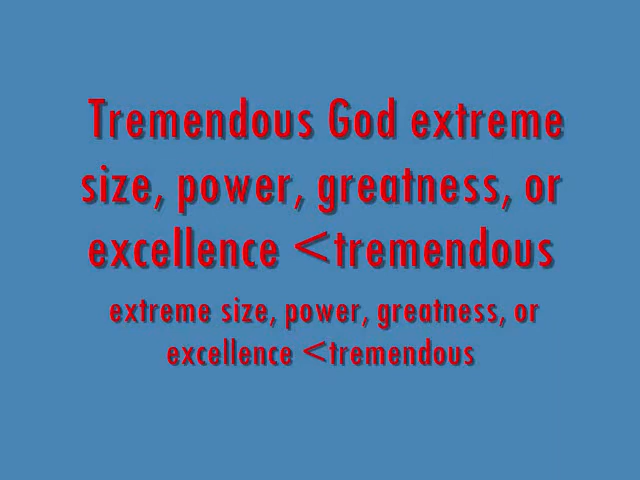 Tremendous God extreme
size, power, greatness, or
excellence <tremendous
extreme size, power, greatness, or
excellence <tremendous